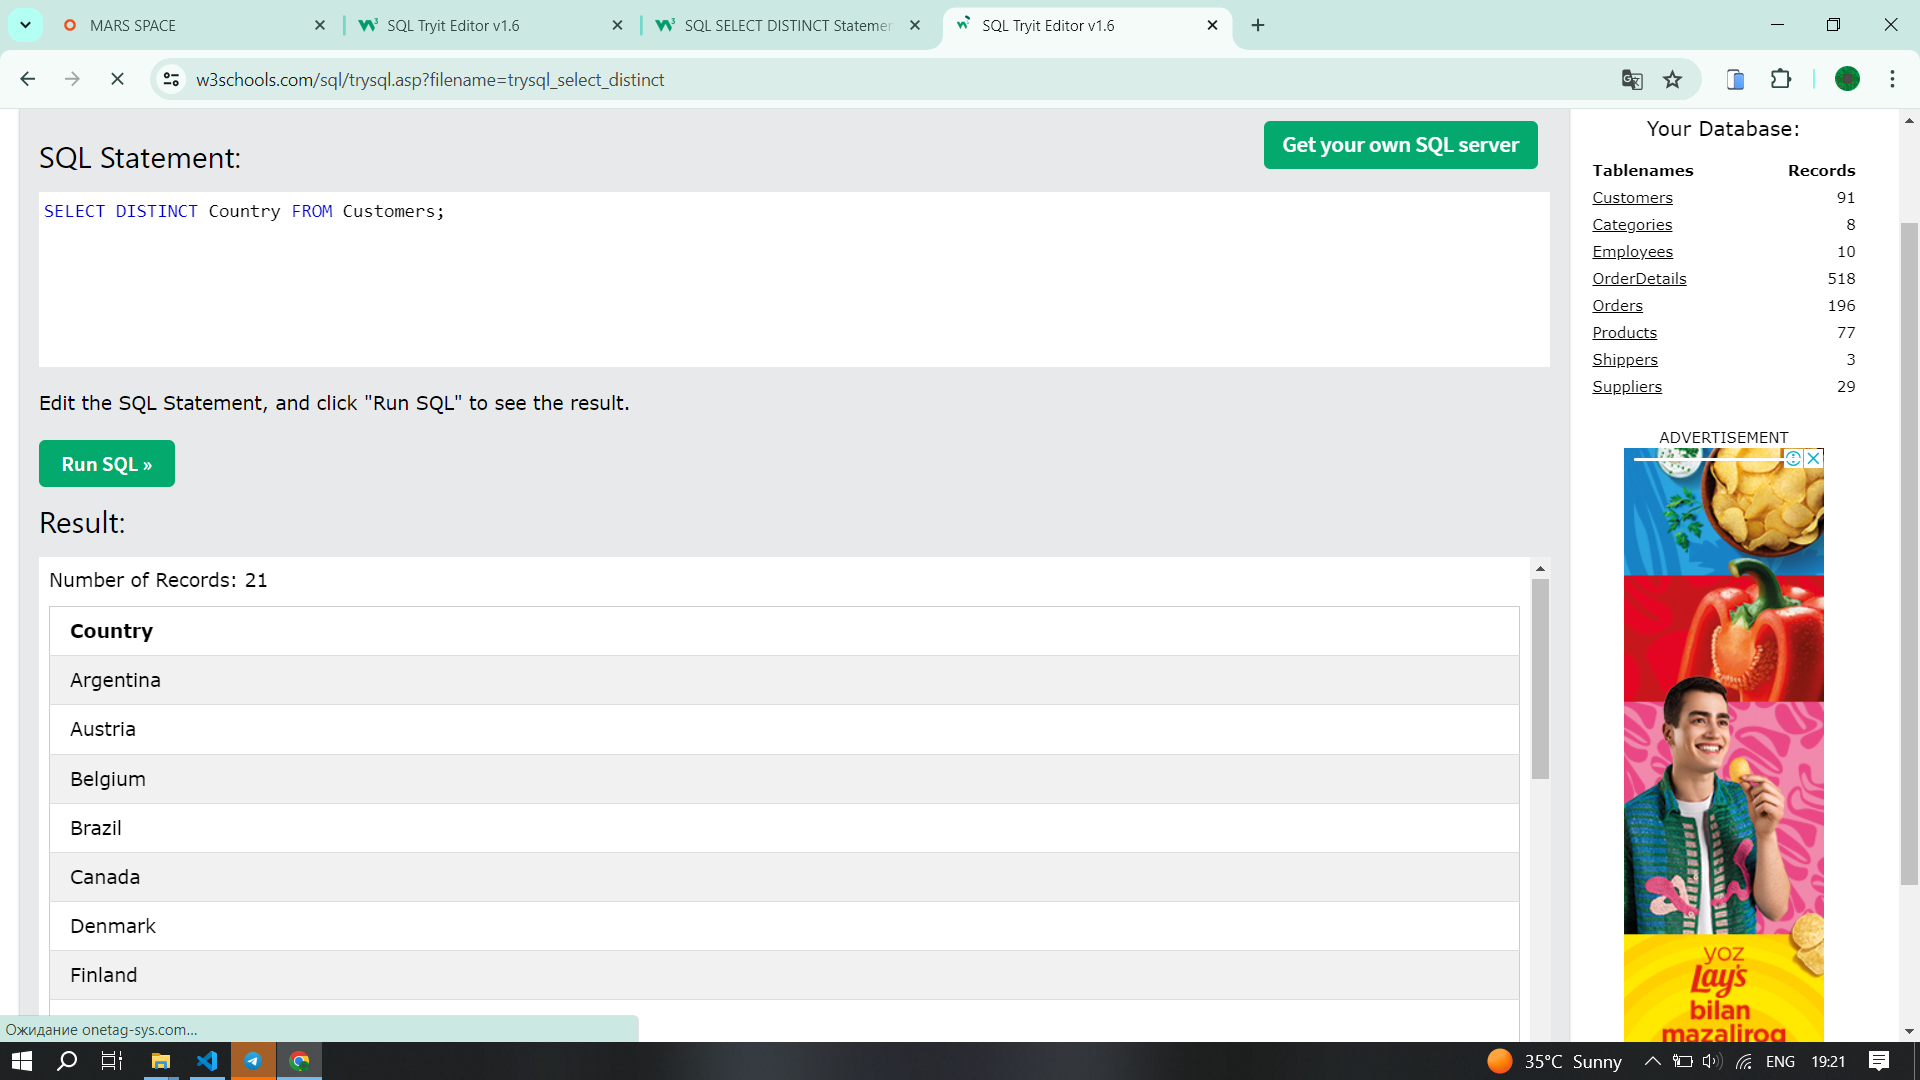 MARS SPACE
SQL Tryit Editor v1.6
SQL SELECT DISTINCT Statemen
SQL Tryit Editor v1.6
w3schools.com/sql/trysql.asp?filename=trysql_select_distinct
SQL Statement:
Get your own SQL server
SELECT DISTINCT Country FROM Customers;
Edit the SQL Statement, and click "Run SQL" to see the result.
Run SQL »
Result:
Number of Records: 21
Country
Argentina
Austria
Belgium
Brazil
Canada
Denmark
Finland
Your Database:
Tablenames Records
Customers 91
Categories 8
Employees 10
OrderDetails 518
Orders 196
Products 77
Shippers 3
Suppliers 29
ADVERTISEMENT
yoz
Lay's
bilan
mazaliroq
Ожидание onetag-sys.com...
35°C Sunny
ENG
19:21